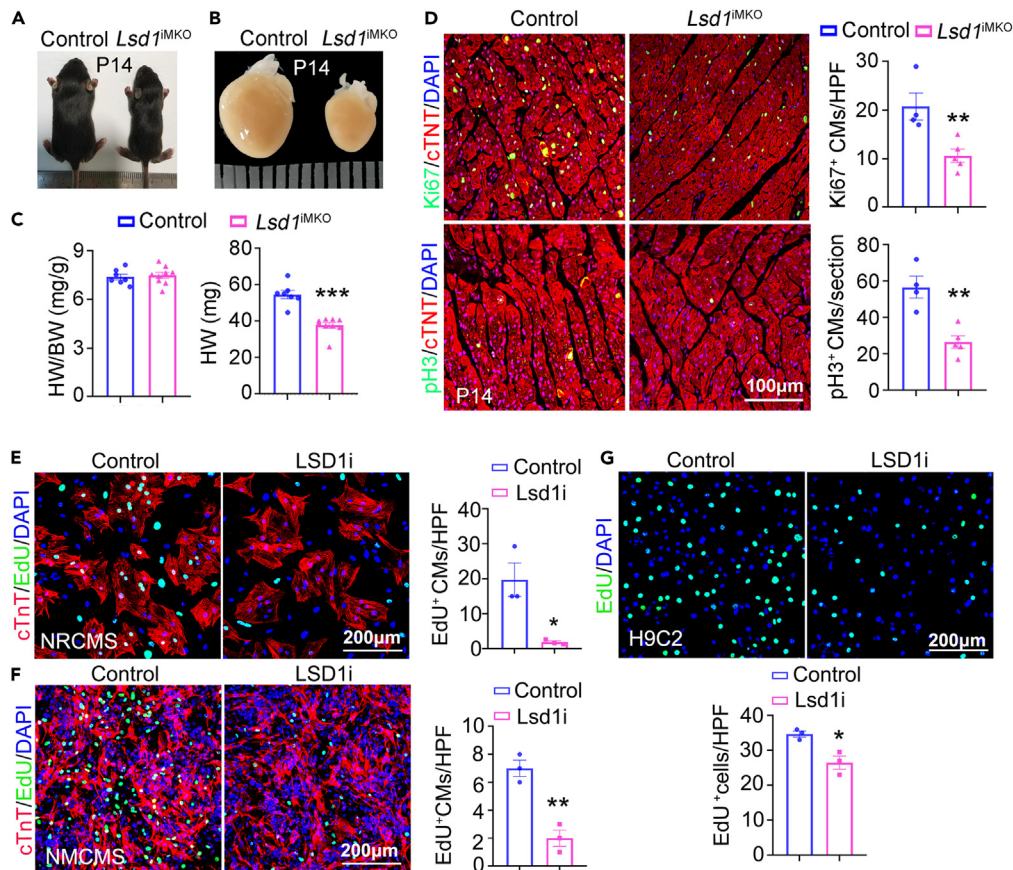 A
Control Lsd1iMKO
P14
B
Control Lsd1iMKO
P14
C
Control Lsd1iMKO
HW/BW (mg/g)
9
6
3
0
HW (mg)
60
40
20
0
***
D
Control Lsd1iMKO
Ki67+/cTNT/DAPI
pH3/cTNT/DAPI
P14
100µm
Control Lsd1iMKO
Ki67+ CMs/HPF
30
20
10
0
**
pH3+ CMs/section
80
60
40
20
0
**
E
Control LSD1i
cTnT/EdU/DAPI
NRCMS
200µm
Control
Lsd1i
EdU+ CMs/HPF
40
30
20
10
0
*
F
Control LSD1i
cTnT/EdU/DAPI
NMCMS
200µm
Control
Lsd1i
EdU+CMs/HPF
8
6
4
2
0
**
G
Control LSD1i
EdU/DAPI
H9C2
200µm
Control
Lsd1i
EdU+cells/HPF
40
30
20
10
0
*